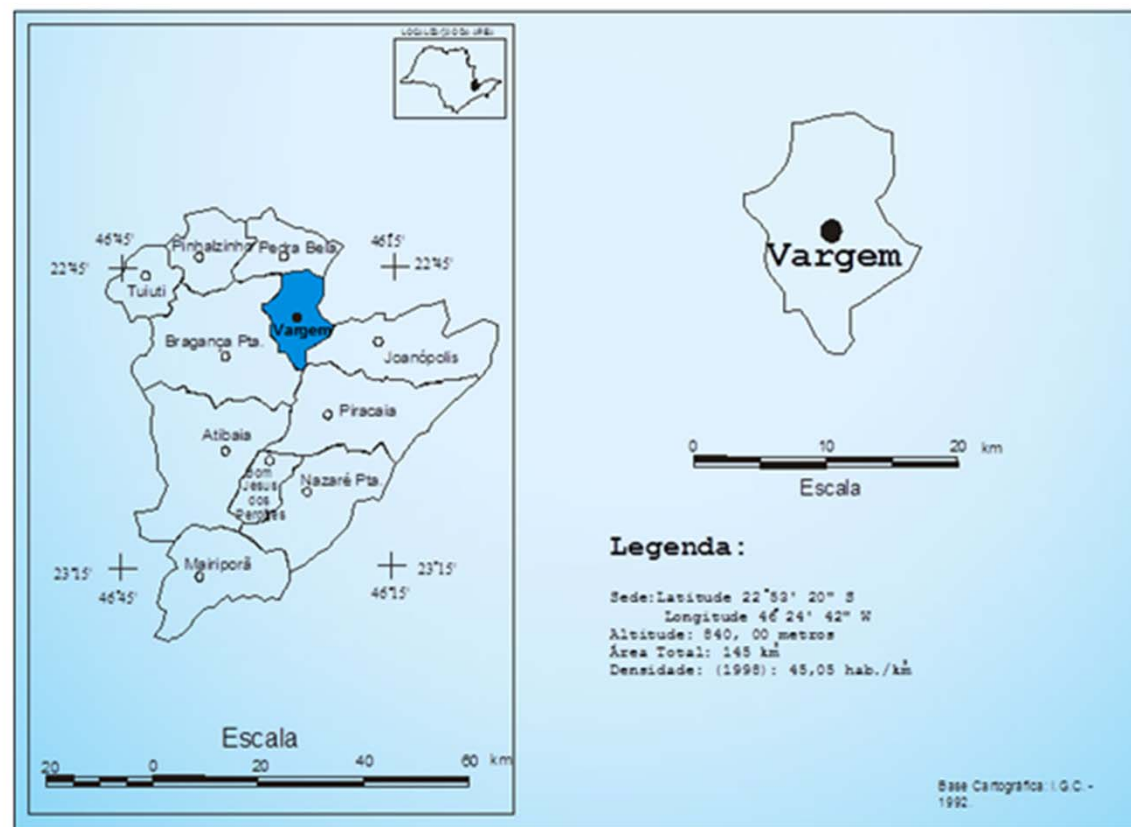 LOCALIZAÇÃO DA ÁREA
46°45'
46°15'
22°45'
22°45'
Pinhalzinho
Pedra Bela
Tuiuti
Vargem
Bragança Pta.
Joanópolis
Piracaia
Atibaia
Bom
Jesus
dos
Perdões
Nazaré Pta.
Mairiporã
23°15'
46°45'
46°15'
23°15'
Escala
20 0 20 40 60 km
Vargem
0 10 20 km
Escala
Legenda:
Sede:Latitude 22°53' 20" S
Longitude 46° 24' 42" W
Altitude: 840, 00 metros
Área Total: 145 km²
Densidade: (1998): 45,05 hab./km²
Base Cartográfica: I.G.C. -
1992.